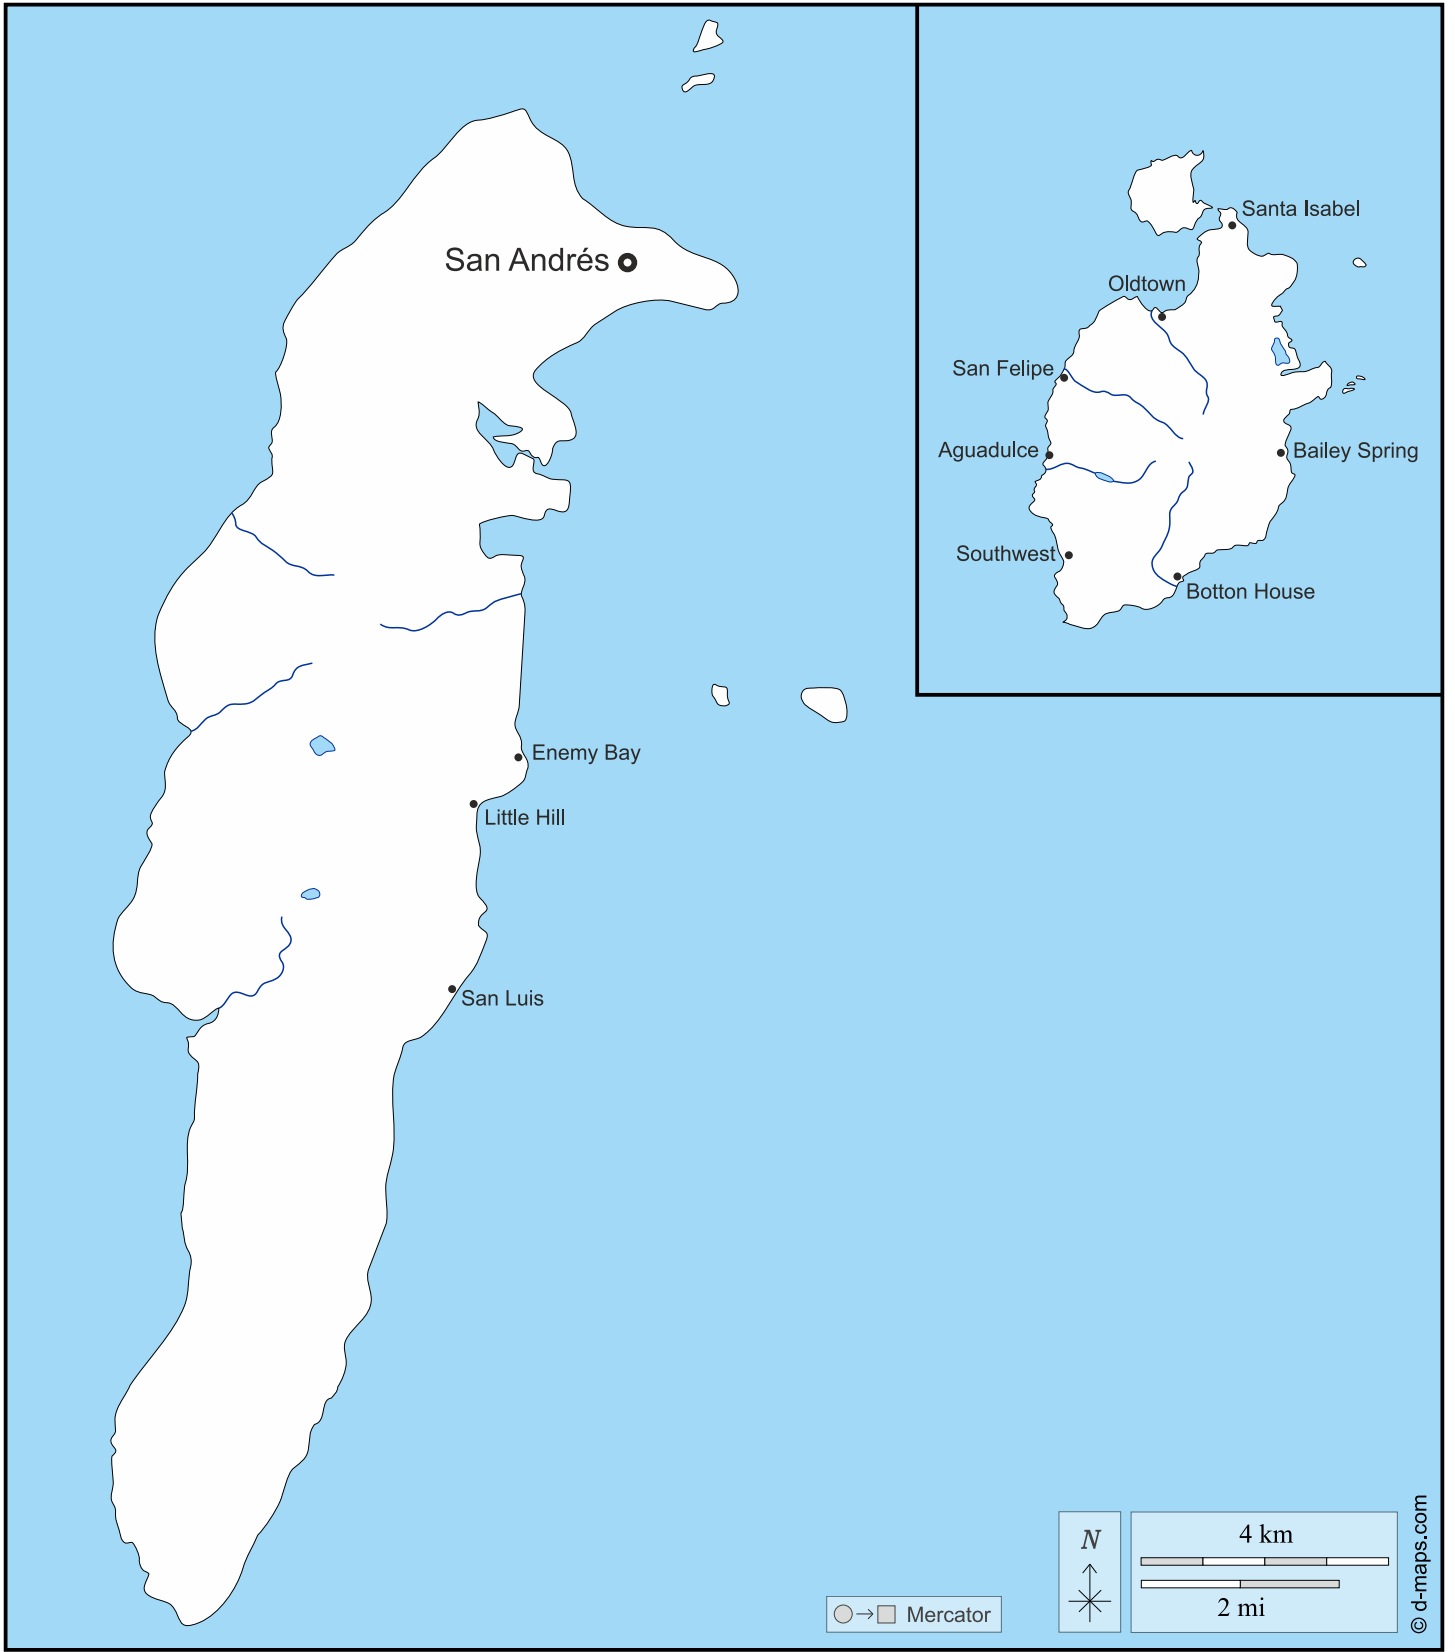 San Andrés
Enemy Bay
Little Hill
San Luis
Santa Isabel
Oldtown
San Felipe
Aguadulce
Bailey Spring
Southwest
Botton House
Mercator
N
4 km
2 mi
© d-maps.com